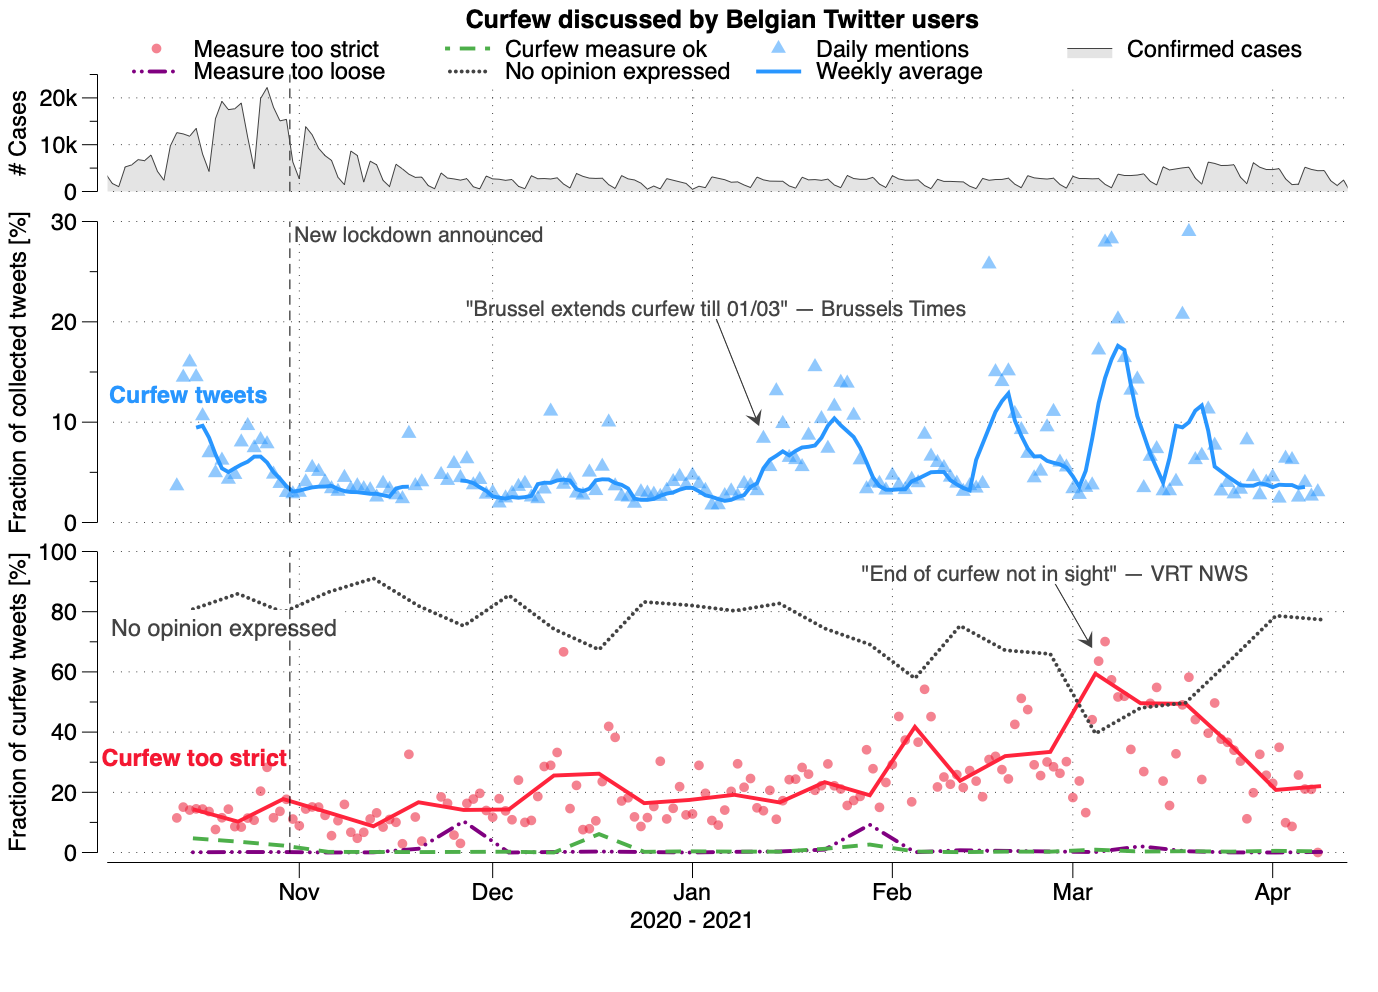 Curfew discussed by Belgian Twitter users
Measure too strict
Curfew measure ok
Daily mentions
Confirmed cases
Measure too loose
No opinion expressed
Weekly average
# Cases
20k
10k
0
Fraction of collected tweets [%]
30
20
10
0
New lockdown announced
"Brussel extends curfew till 01/03" — Brussels Times
Curfew tweets
Fraction of curfew tweets [%]
100
80
60
40
20
0
"End of curfew not in sight" — VRT NWS
No opinion expressed
Curfew too strict
Nov Dec Jan Feb Mar Apr
2020 - 2021